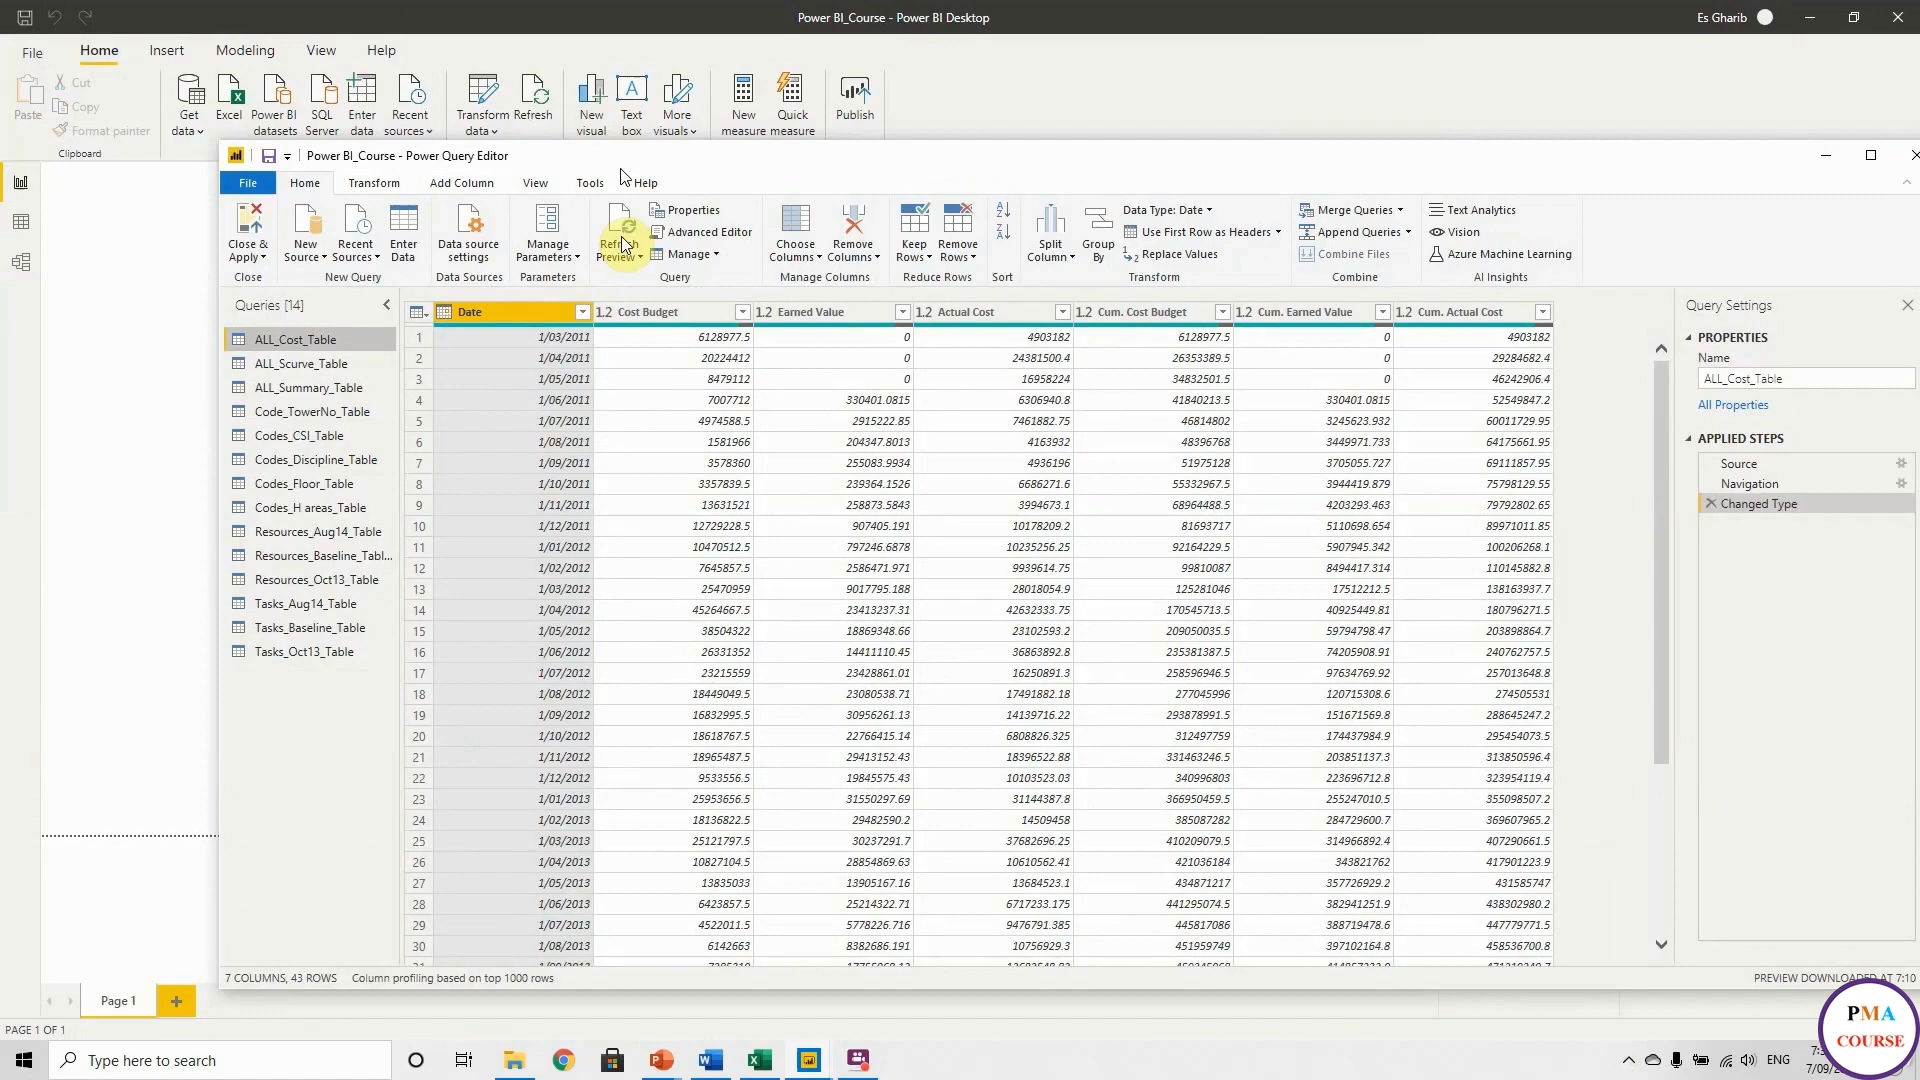 Power BI_Course - Power BI Desktop
Es Gharib
File Home Insert Modeling View Help
Paste
Cut
Copy
Format painter
Clipboard
Get data
Excel
Power BI datasets
SQL Server
Enter data
Recent sources
Transform data
Refresh
New visual
Text box
More visuals
New measure
Quick measure
Publish
Power BI_Course - Power Query Editor
File Home Transform Add Column View Tools Help
Close & Apply
New Source
Recent Sources
Enter Data
Data source settings
Manage Parameters
Refresh Preview
Properties
Advanced Editor
Manage
Choose Columns
Remove Columns
Keep Rows
Remove Rows
Split Column
Group By
Data Type: Date
Use First Row as Headers
Replace Values
Merge Queries
Append Queries
Combine Files
Text Analytics
Vision
Azure Machine Learning
Close New Query Data Sources Parameters Query Manage Columns Reduce Rows Sort Transform Combine AI Insights
Queries [14]
ALL_Cost_Table
ALL_Scurve_Table
ALL_Summary_Table
Code_TowerNo_Table
Codes_CSI_Table
Codes_Discipline_Table
Codes_Floor_Table
Codes_H areas_Table
Resources_Aug14_Table
Resources_Baseline_Tabl...
Resources_Oct13_Table
Tasks_Aug14_Table
Tasks_Baseline_Table
Tasks_Oct13_Table
Date 1.2 Cost Budget 1.2 Earned Value 1.2 Actual Cost 1.2 Cum. Cost Budget 1.2 Cum. Earned Value 1.2 Cum. Actual Cost
1 1/03/2011 6128977.5 0 4903182 6128977.5 0 4903182
2 1/04/2011 20224412 0 24381500.4 26353389.5 0 29284682.4
3 1/05/2011 8479112 0 16958224 34832501.5 0 46242906.4
4 1/06/2011 7007712 330401.0815 6306940.8 41840213.5 330401.0815 52549847.2
5 1/07/2011 4974588.5 2915222.85 7461882.75 46814802 3245623.932 60011729.95
6 1/08/2011 1581966 204347.8013 4163932 48396768 3449971.733 64175661.95
7 1/09/2011 3578360 255083.9934 4936196 51975128 3705055.727 69111857.95
8 1/10/2011 3357839.5 239364.1526 6686271.6 55332967.5 3944419.879 75798129.55
9 1/11/2011 13631521 258873.5843 3994673.1 68964488.5 4203293.463 79792802.65
10 1/12/2011 12729228.5 907405.191 10178209.2 81693717 5110698.654 89971011.85
11 1/01/2012 10470512.5 797246.6878 10235256.25 92164229.5 5907945.342 100206268.1
12 1/02/2012 7645857.5 2586471.971 9939614.75 99810087 8494417.314 110145882.8
13 1/03/2012 25470959 9017795.188 28018054.9 125281046 17512212.5 138163937.7
14 1/04/2012 45264667.5 23413237.31 42632333.75 170545713.5 40925449.81 180796271.5
15 1/05/2012 38504322 18869348.66 23102593.2 209050035.5 59794798.47 203898864.7
16 1/06/2012 26331352 14411110.45 36863892.8 235381387.5 74205908.91 240762757.5
17 1/07/2012 23215559 23428861.01 16250891.3 258596946.5 97634769.92 257013648.8
18 1/08/2012 18449049.5 23080538.71 17491882.18 277045996 120715308.6 274505531
19 1/09/2012 16832995.5 30956261.13 14139716.22 293878991.5 151671569.8 288645247.2
20 1/10/2012 18618767.5 22766415.14 6808826.325 312497759 174437984.9 295454073.5
21 1/11/2012 18965487.5 29413152.43 18396522.88 331463246.5 203851137.3 313850596.4
22 1/12/2012 9533556.5 19845575.43 10103523.03 340996803 223696712.8 323954119.4
23 1/01/2013 25953656.5 31550297.69 31144387.8 366950459.5 255247010.5 355098507.2
24 1/02/2013 18136822.5 29482590.2 14509458 385087282 284729600.7 369607965.2
25 1/03/2013 25121797.5 30237291.7 37682696.25 410209079.5 314966892.4 407290661.5
26 1/04/2013 10827104.5 28854869.63 10610562.41 421036184 343821762 417901223.9
27 1/05/2013 13835033 13905167.16 13684523.1 434871217 357726929.2 431585747
28 1/06/2013 6423857.5 25214322.71 6717233.175 441295074.5 382941251.9 438302980.2
29 1/07/2013 4522011.5 5778226.716 9476791.385 445817086 388719478.6 447779771.5
30 1/08/2013 6142663 8382686.191 10756929.3 451959749 397102164.8 458536700.8
Query Settings
PROPERTIES
Name
ALL_Cost_Table
All Properties
APPLIED STEPS
Source
Navigation
Changed Type
7 COLUMNS, 43 ROWS Column profiling based on top 1000 rows
PREVIEW DOWNLOADED AT 7:10
Page 1
PAGE 1 OF 1
Type here to search
ENG
PMA
COURSE